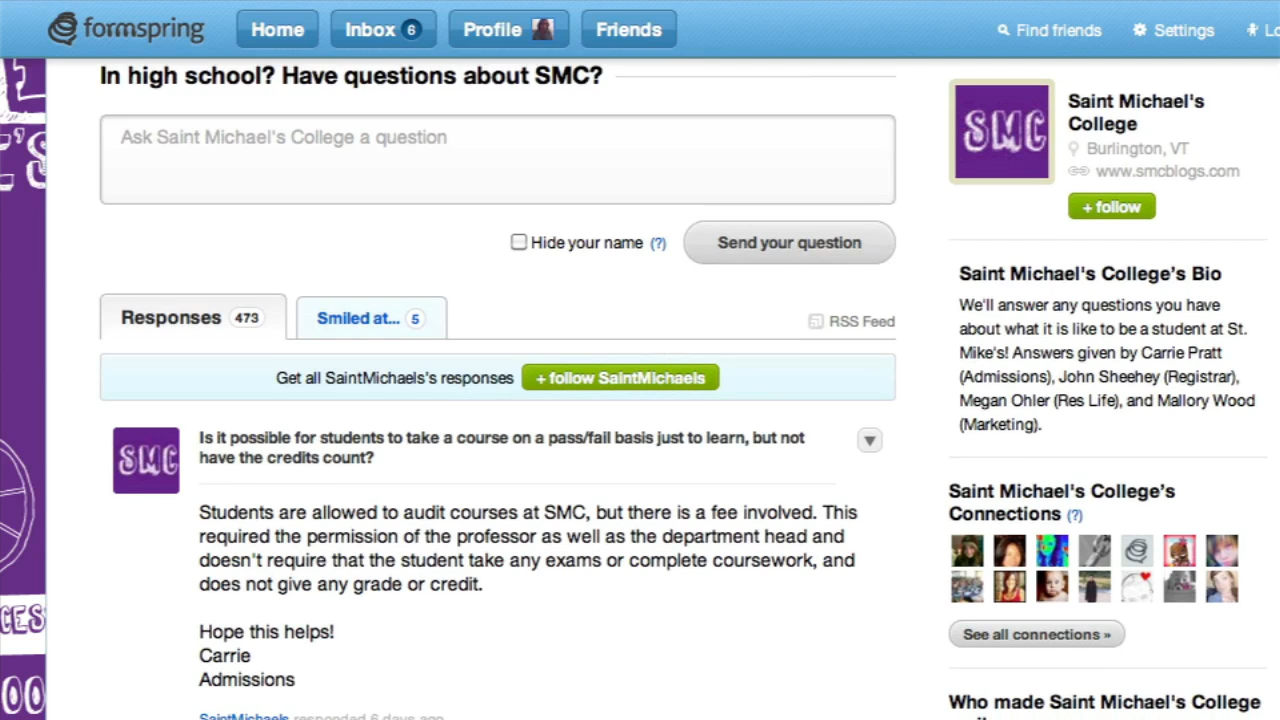 formspring Home Inbox 6 Profile Friends Find friends Settings
In high school? Have questions about SMC?
Ask Saint Michael's College a question
Hide your name (?) Send your question
Responses 473 Smiled at... 5 RSS Feed
Get all SaintMichaels's responses + follow SaintMichaels
SMC
Is it possible for students to take a course on a pass/fail basis just to learn, but not
have the credits count?
Students are allowed to audit courses at SMC, but there is a fee involved. This
required the permission of the professor as well as the department head and
doesn't require that the student take any exams or complete coursework, and
does not give any grade or credit.
Hope this helps!
Carrie
Admissions
SaintMichaels responded 6 days ago
SMC
Saint Michael's
College
Burlington, VT
www.smcblogs.com
+ follow
Saint Michael's College's Bio
We'll answer any questions you have
about what it is like to be a student at St.
Mike's! Answers given by Carrie Pratt
(Admissions), John Sheehey (Registrar),
Megan Ohler (Res Life), and Mallory Wood
(Marketing).
Saint Michael's College's
Connections (?)
See all connections »
Who made Saint Michael's College